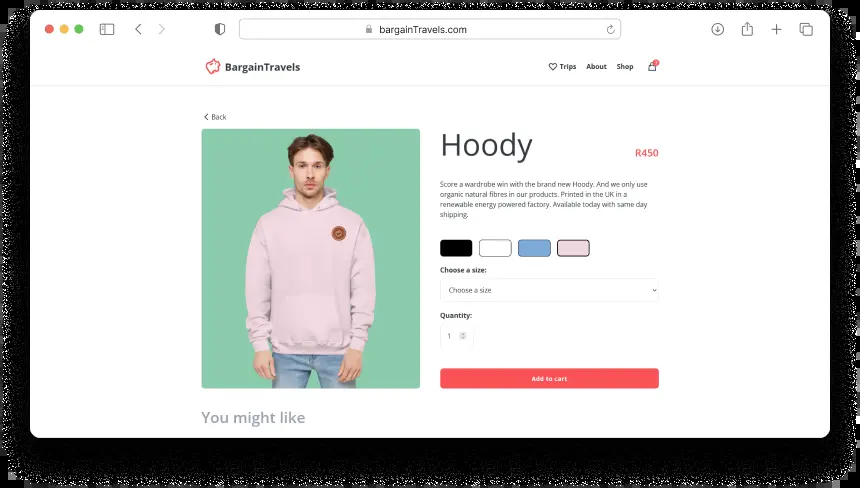 bargainTravels.com
BargainTravels
Trips About Shop
Back
Hoody
R450
Score a wardrobe win with the brand new Hoody. And we only use
organic natural fibres in our products. Printed in the UK in a
renewable energy powered factory. Available today with same day
shipping.
Choose a size:
Choose a size
Quantity:
1
Add to cart
You might like